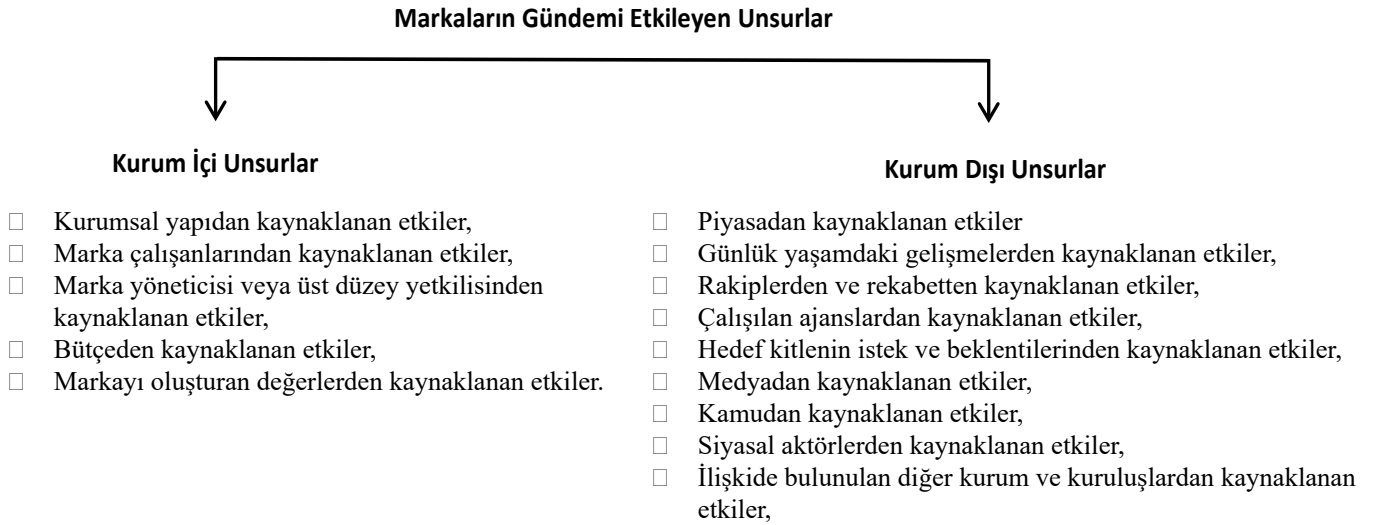 Markaların Gündemi Etkileyen Unsurlar
Kurum İçi Unsurlar
Kurumsal yapıdan kaynaklanan etkiler,
Marka çalışanlarından kaynaklanan etkiler,
Marka yöneticisi veya üst düzey yetkilisinden
kaynaklanan etkiler,
Bütçeden kaynaklanan etkiler,
Markayı oluşturan değerlerden kaynaklanan etkiler.
Kurum Dışı Unsurlar
Piyasadan kaynaklanan etkiler
Günlük yaşamdaki gelişmelerden kaynaklanan etkiler,
Rakiplerden ve rekabetten kaynaklanan etkiler,
Çalışılan ajanslardan kaynaklanan etkiler,
Hedef kitlenin istek ve beklentilerinden kaynaklanan etkiler,
Medyadan kaynaklanan etkiler,
Kamudan kaynaklanan etkiler,
Siyasal aktörlerden kaynaklanan etkiler,
İlişkide bulunulan diğer kurum ve kuruluşlardan kaynaklanan
etkiler,